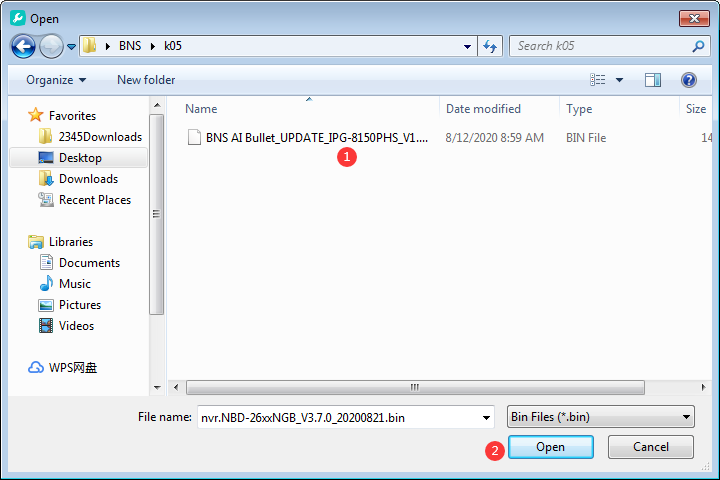 Open
BNS k05
Search k05
Organize New folder
Name Date modified Type Size
BNS AI Bullet_UPDATE_IPG-8150PHS_V1.... 8/12/2020 8:59 AM BIN File 14
1
Favorites
2345Downloads
Desktop
Downloads
Recent Places
Libraries
Documents
Music
Pictures
Videos
WPS网盘
File name: nvr.NBD-26xxNGB_V3.7.0_20200821.bin Bin Files (*.bin)
2 Open Cancel